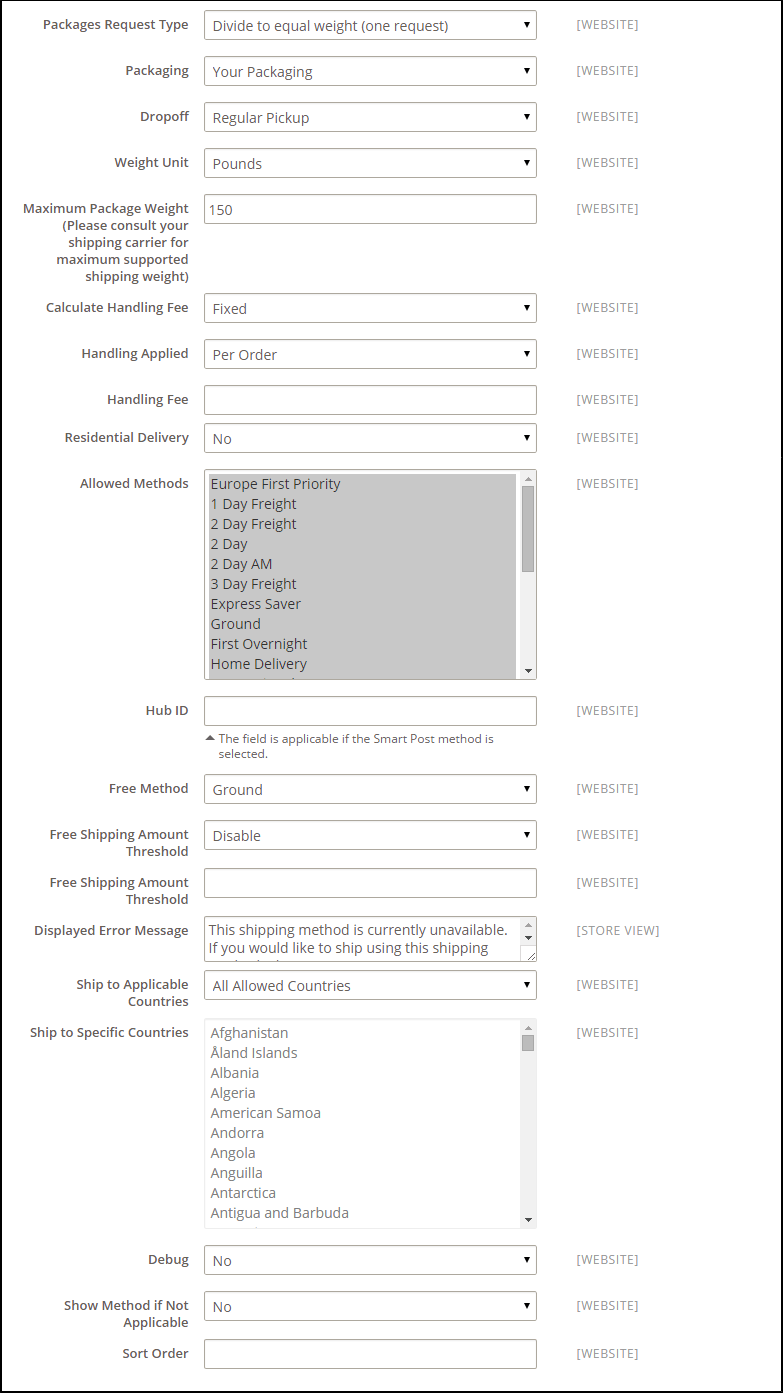 Packages Request Type Divide to equal weight (one request) [WEBSITE]
Packaging Your Packaging [WEBSITE]
Dropoff Regular Pickup [WEBSITE]
Weight Unit Pounds [WEBSITE]
Maximum Package Weight 150 [WEBSITE]
(Please consult your
shipping carrier for
maximum supported
shipping weight)
Calculate Handling Fee Fixed [WEBSITE]
Handling Applied Per Order [WEBSITE]
Handling Fee [WEBSITE]
Residential Delivery No [WEBSITE]
Allowed Methods Europe First Priority [WEBSITE]
1 Day Freight
2 Day Freight
2 Day
2 Day AM
3 Day Freight
Express Saver
Ground
First Overnight
Home Delivery
Hub ID [WEBSITE]
The field is applicable if the Smart Post method is
selected.
Free Method Ground [WEBSITE]
Free Shipping Amount Disable [WEBSITE]
Threshold
Free Shipping Amount [WEBSITE]
Threshold
Displayed Error Message This shipping method is currently unavailable. [STORE VIEW]
If you would like to ship using this shipping
Ship to Applicable All Allowed Countries [WEBSITE]
Countries
Ship to Specific Countries Afghanistan [WEBSITE]
Åland Islands
Albania
Algeria
American Samoa
Andorra
Angola
Anguilla
Antarctica
Antigua and Barbuda
Debug No [WEBSITE]
Show Method if Not No [WEBSITE]
Applicable
Sort Order [WEBSITE]